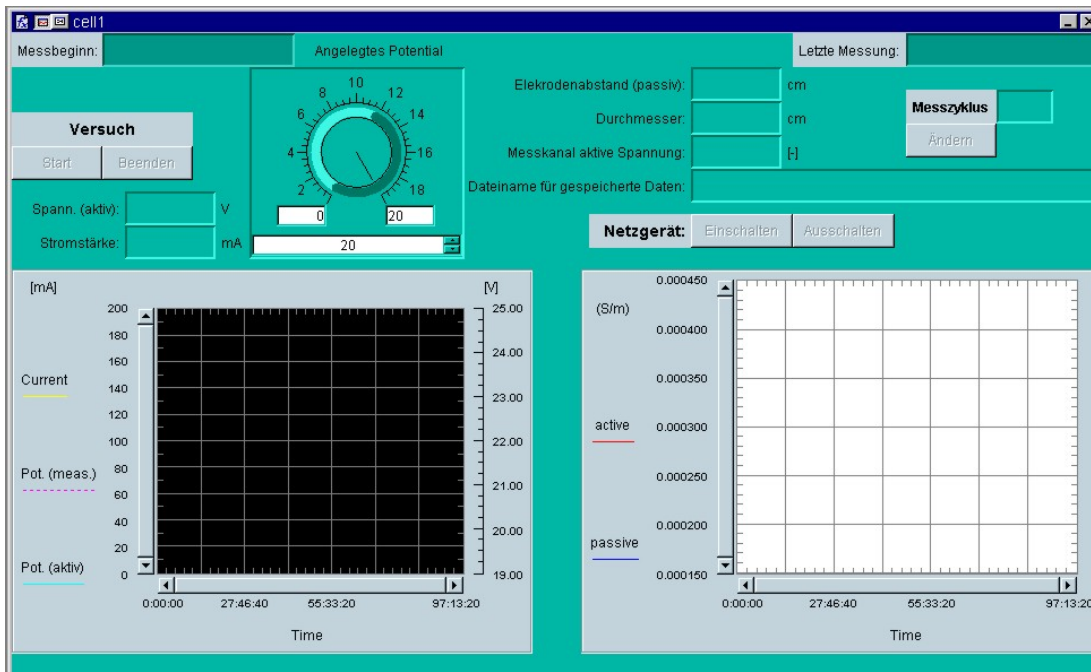 cell1
Messbeginn:
Angelegtes Potential
Letzte Messung:
Versuch
Start Beenden
Spann. (aktiv): V
Stromstärke: mA
2 4 6 8 10 12 14 16 18
0 20
20
Elekrodenabstand (passiv): cm
Durchmesser: cm
Messkanal aktive Spannung: [-]
Dateiname für gespeicherte Daten:
Messzyklus
Ändern
Netzgerät: Einschalten Ausschalten
[mA] [V]
200
180
160
140
120
100
80
60
40
20
0
Current
Pot. (meas.)
Pot. (aktiv)
25.00
24.00
23.00
22.00
21.00
20.00
19.00
0:00:00 27:46:40 55:33:20 97:13:20
Time
(S/m)
active
passive
0.000450
0.000400
0.000350
0.000300
0.000250
0.000200
0.000150
0:00:00 27:46:40 55:33:20 97:13:20
Time